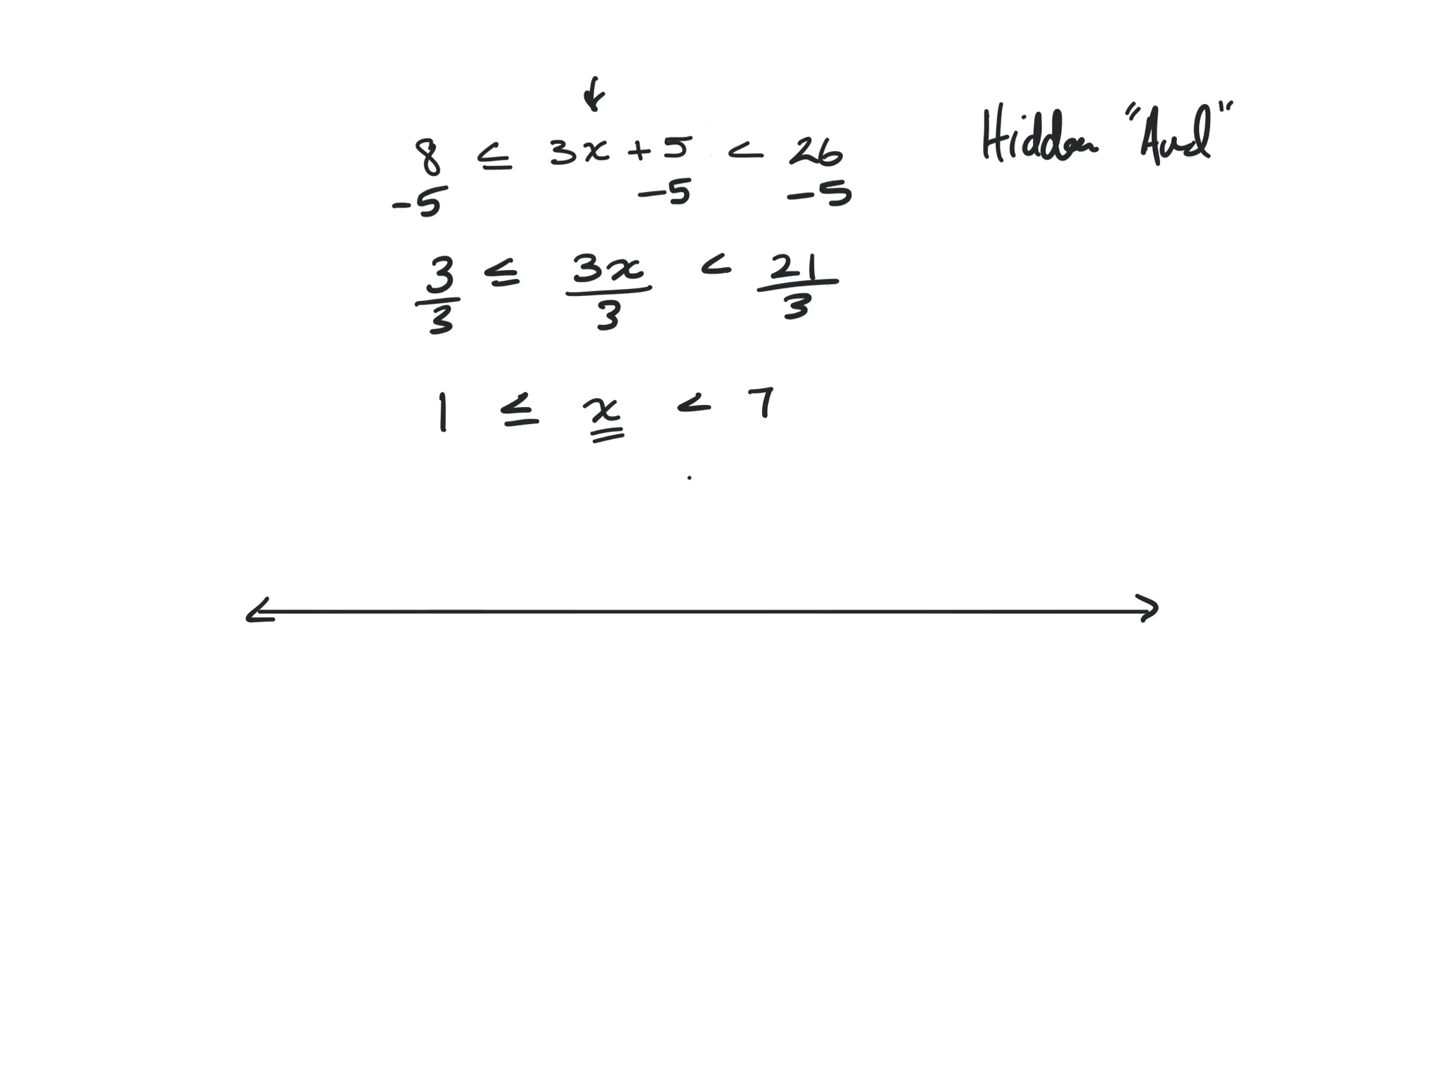 8 ≤ 3x + 5 < 26 Hidden "And"
-5 -5 -5
3/3 ≤ 3x/3 < 21/3
1 ≤ x < 7